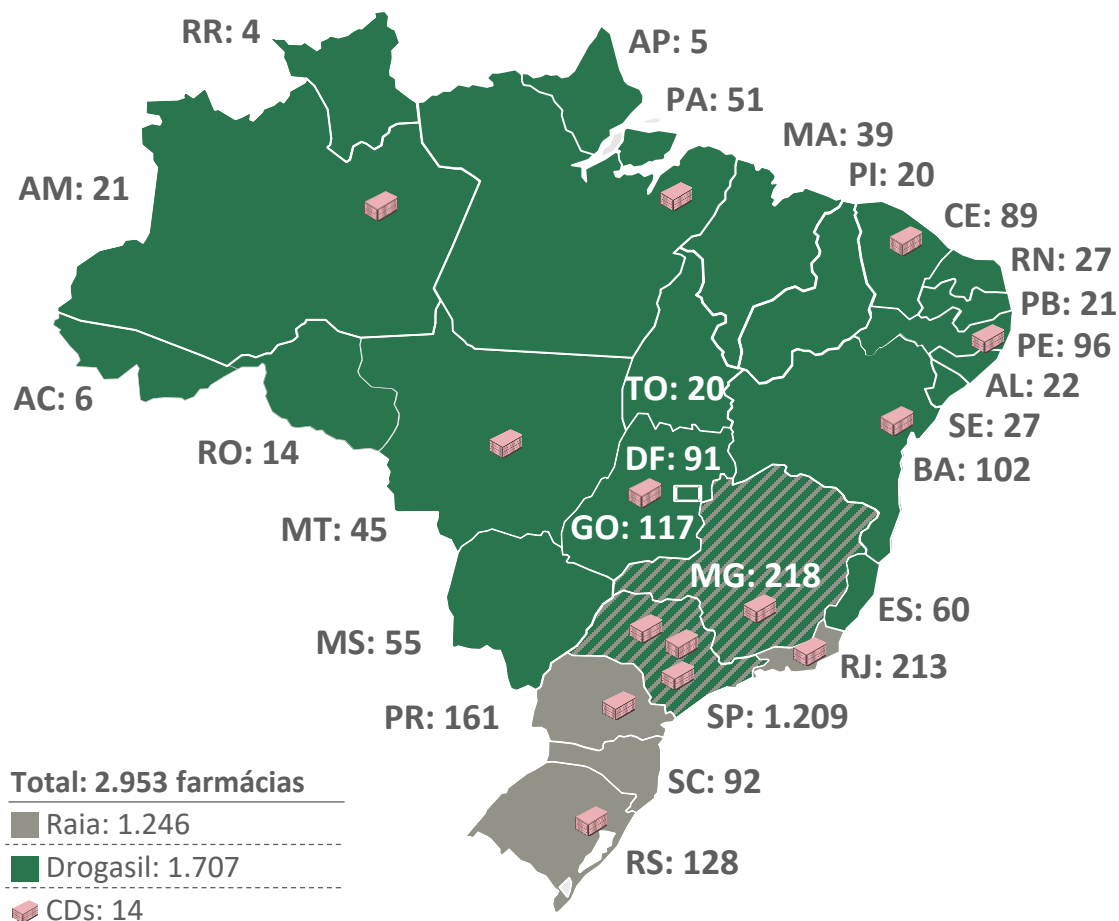 RR: 4
AP: 5
PA: 51
MA: 39
PI: 20
AM: 21
CE: 89
RN: 27
PB: 21
PE: 96
AC: 6
TO: 20
AL: 22
SE: 27
RO: 14
DF: 91
BA: 102
MT: 45
GO: 117
MG: 218
ES: 60
MS: 55
RJ: 213
PR: 161
SP: 1.209
SC: 92
RS: 128
Total: 2.953 farmácias
Raia: 1.246
Drogasil: 1.707
CDs: 14